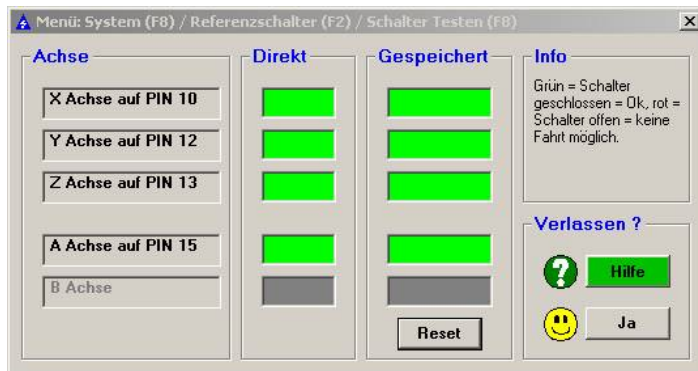 Menü: System (F8) / Referenzschalter (F2) / Schalter Testen (F8)
Achse
X Achse auf PIN 10
Y Achse auf PIN 12
Z Achse auf PIN 13
A Achse auf PIN 15
B Achse
Direkt
Gespeichert
Reset
Info
Grün = Schalter
geschlossen = Ok, rot =
Schalter offen = keine
Fahrt möglich.
Verlassen ?
Hilfe
Ja